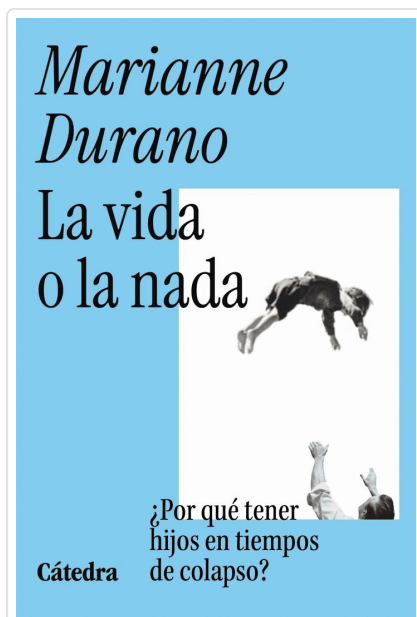 Marianne
Durano
La vida
o la nada
¿Por qué tener
hijos en tiempos
de colapso?
Cátedra